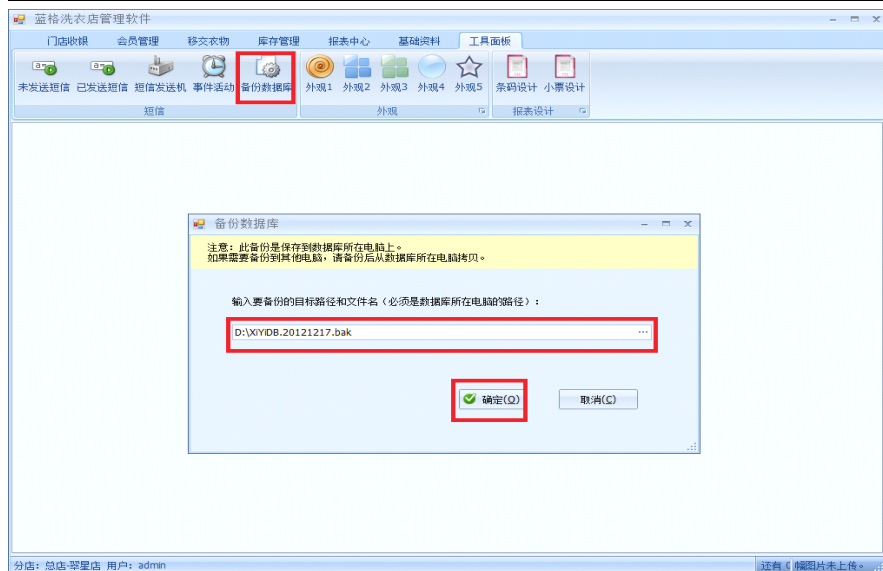 蓝格洗衣店管理软件
门店收银 会员管理 移交衣物 库存管理 报表中心 基础资料 工具面板
未发送短信 已发送短信 短信发送机 事件活动 备份数据库 外观1 外观2 外观3 外观4 外观5 条码设计 小票设计
短信 外观 报表设计
备份数据库
注意：此备份是保存到数据库所在电脑上。
如果需要备份到其他电脑，请备份后从数据库所在电脑拷贝。
输入要备份的目标路径和文件名（必须是数据库所在电脑的路径）：
D:\XiYiDB.20121217.bak ...
确定(O) 取消(C)
分店：总店-翠星店 用户：admin 还有 幅图片未上传。